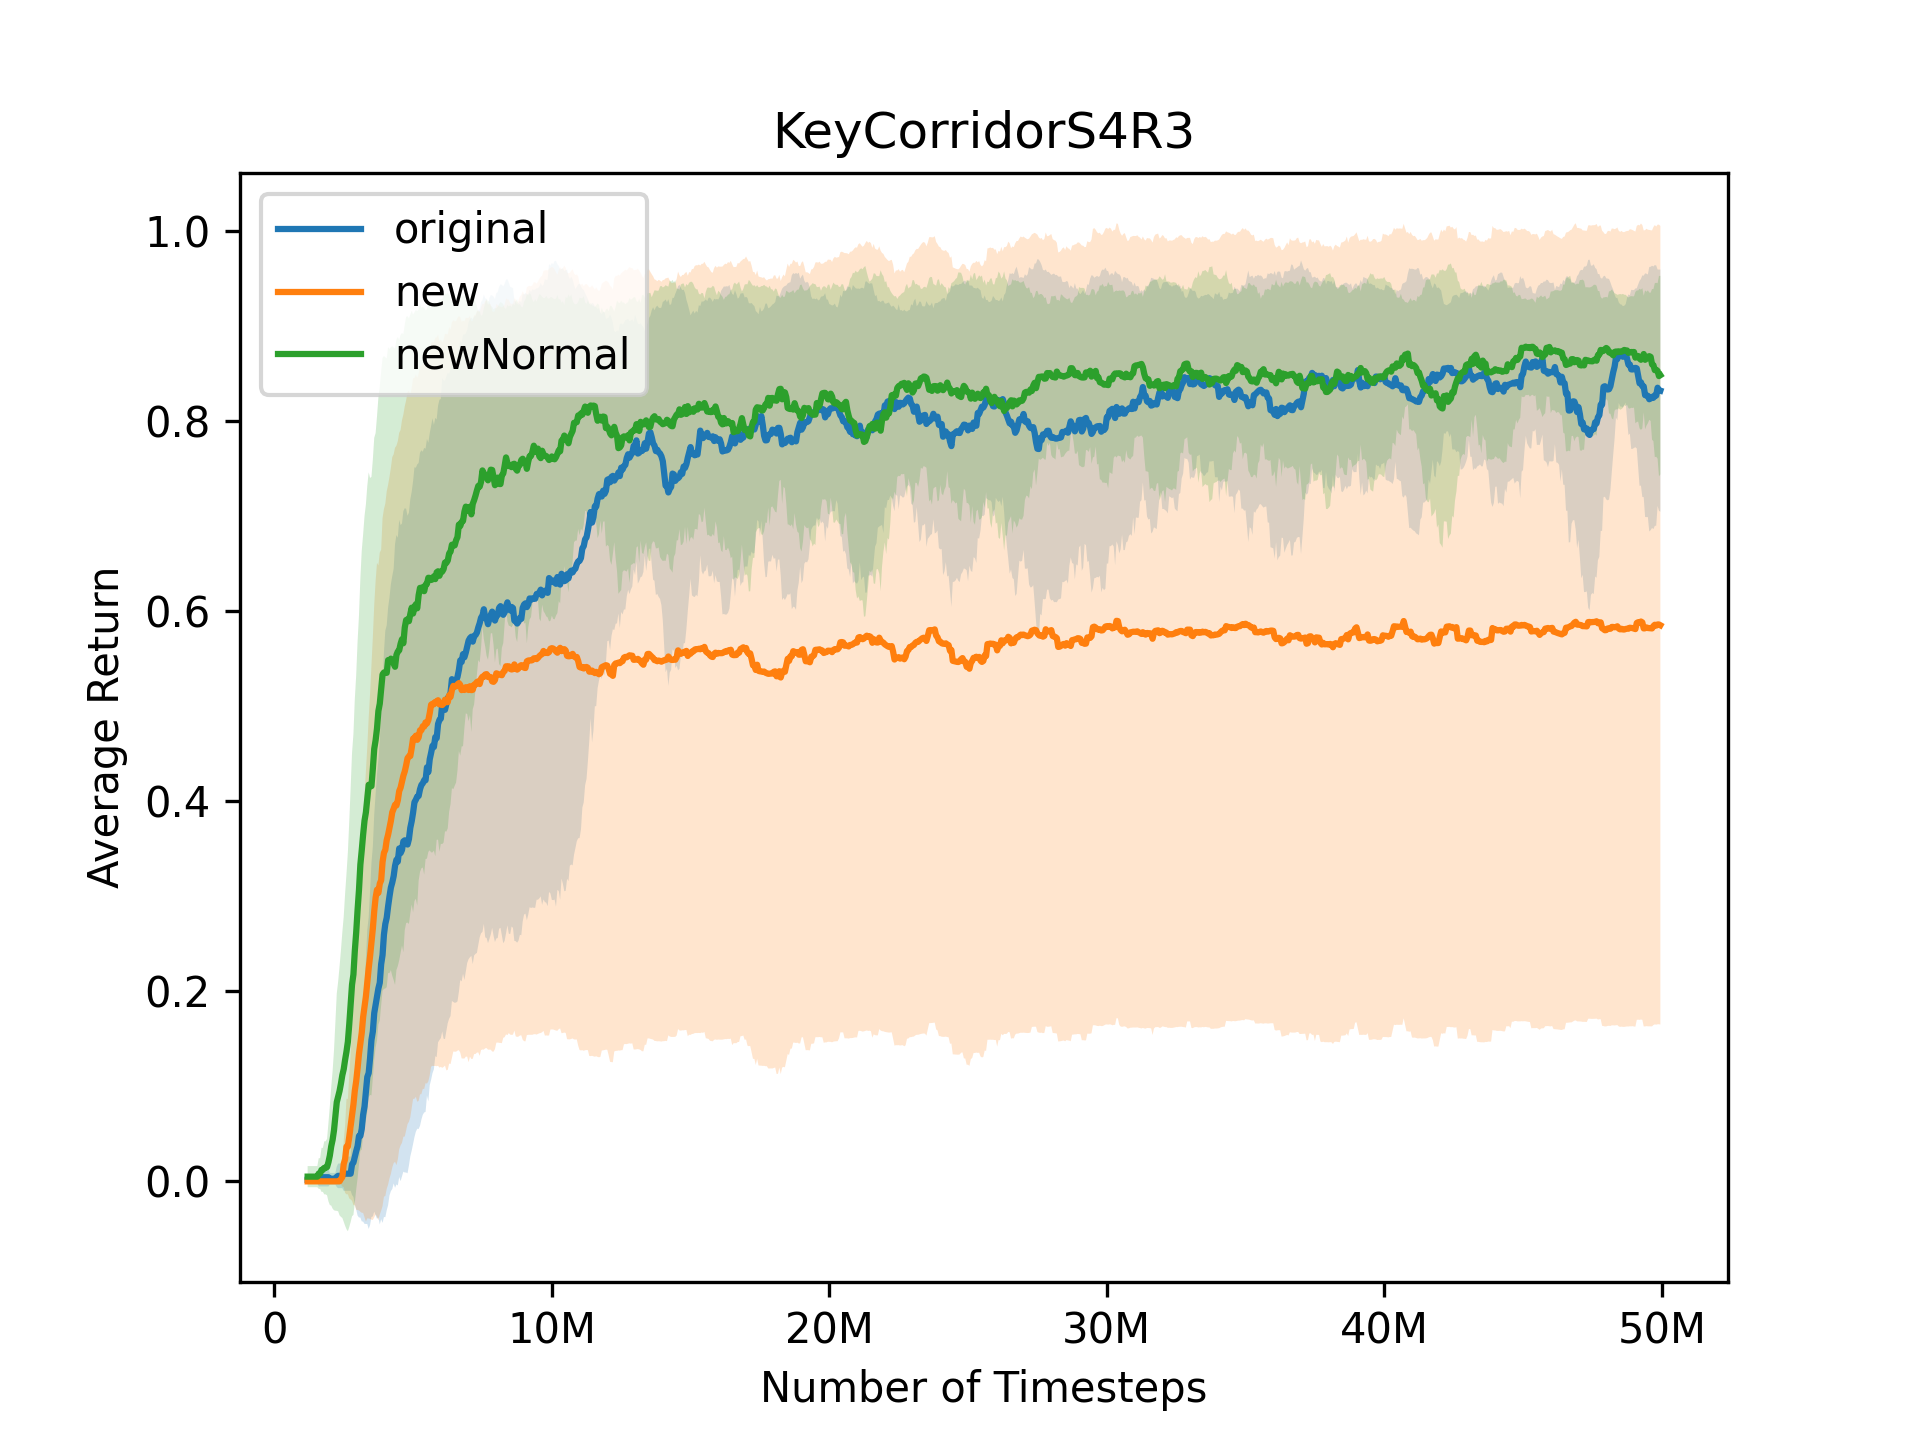 KeyCorridorS4R3
original
new
newNormal
1.0
0.8
0.6
0.4
0.2
0.0
Average Return
0
10M
20M
30M
40M
50M
Number of Timesteps